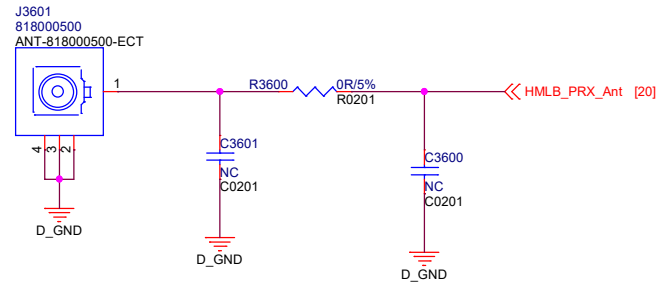 J3601
818000500
ANT-818000500-ECT
1
R3600
0R/5%
R0201
HMLB_PRX_Ant [20]
4
3
2
C3601
NC
C0201
C3600
NC
C0201
D_GND
D_GND
D_GND